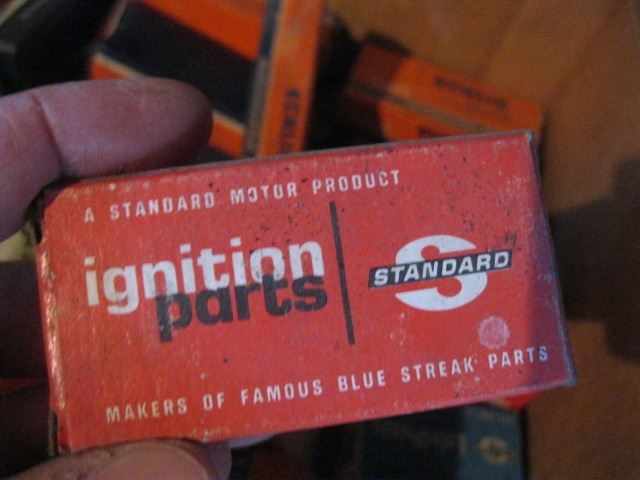 A STANDARD MOTOR PRODUCT
ignition
parts
STANDARD
MAKERS OF FAMOUS BLUE STREAK PARTS